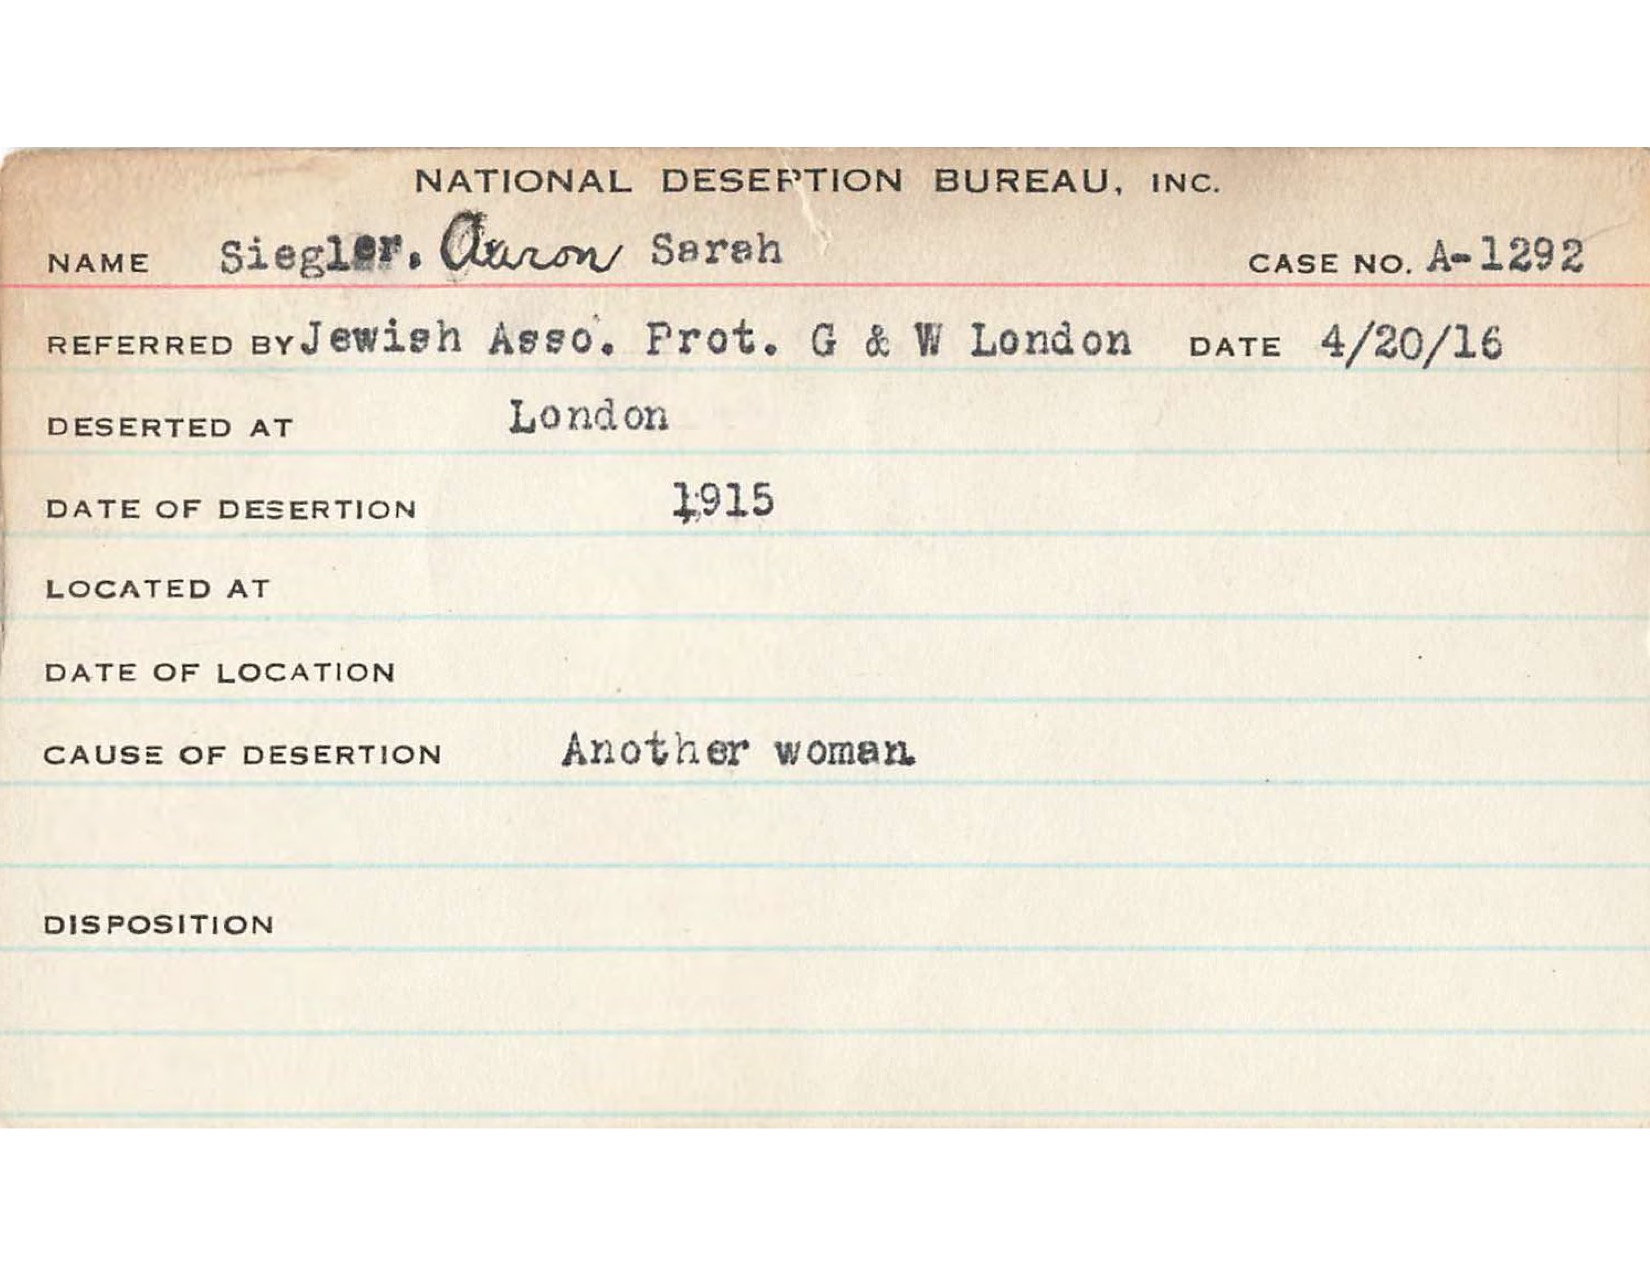 NATIONAL DESERTION BUREAU, INC.
NAME Siegler. Aaron Sarah CASE NO. A-1292
REFERRED BY Jewish Asso. Prot. G & W London DATE 4/20/16
DESERTED AT London
DATE OF DESERTION 1915
LOCATED AT
DATE OF LOCATION
CAUSE OF DESERTION Another woman.
DISPOSITION